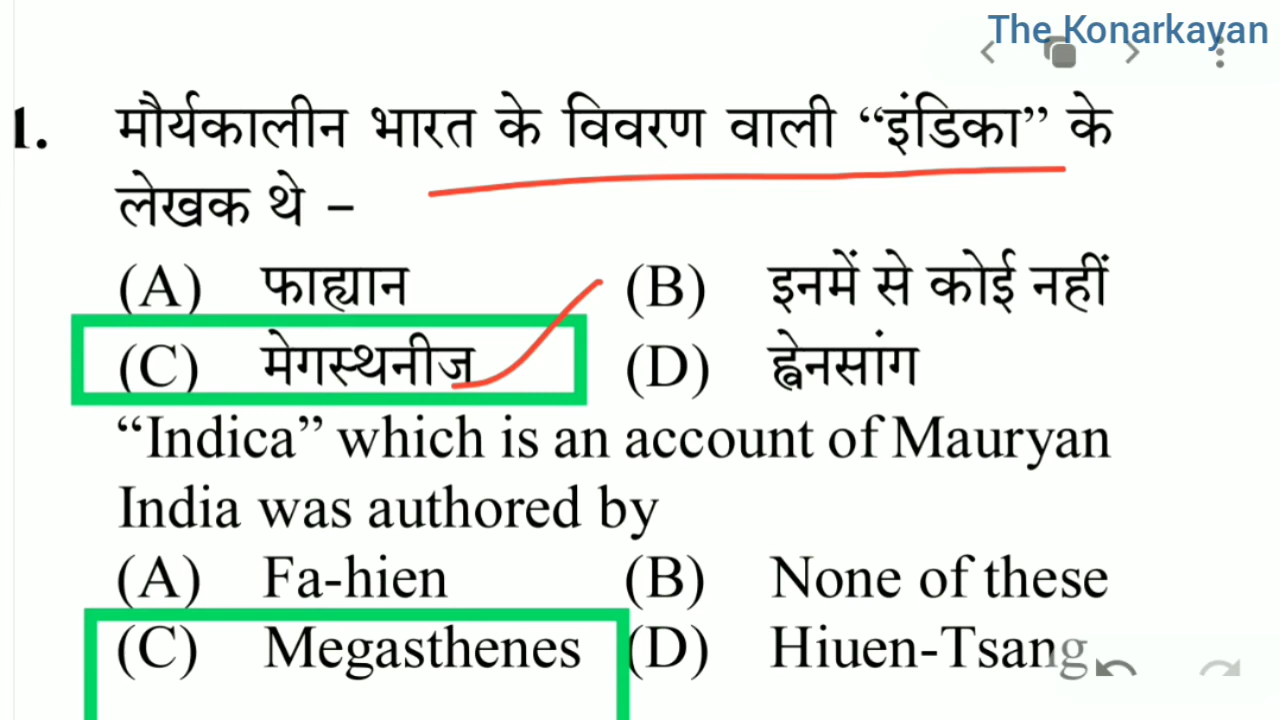 The Konarkayan
1. मौर्यकालीन भारत के विवरण वाली “इंडिका” के
लेखक थे –
(A) फाह्यान (B) इनमें से कोई नहीं
(C) मेगस्थनीज (D) ह्वेनसांग
“Indica” which is an account of Mauryan
India was authored by
(A) Fa-hien (B) None of these
(C) Megasthenes (D) Hiuen-Tsang